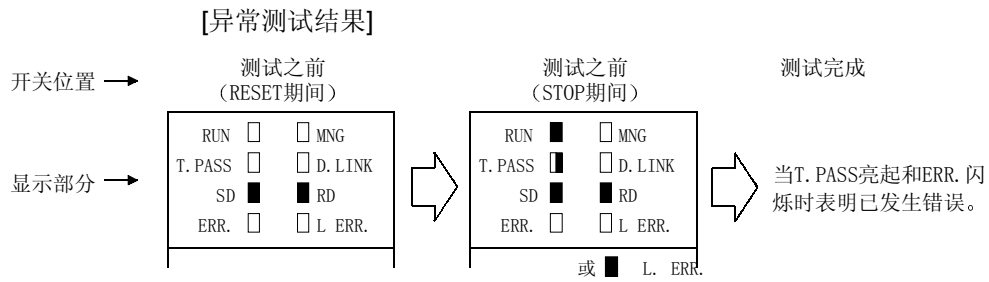 [异常测试结果]
开关位置
测试之前
（RESET期间）
测试之前
（STOP期间）
测试完成
显示部分
RUN MNG
T.PASS D.LINK
SD RD
ERR. L ERR.
RUN MNG
T.PASS D.LINK
SD RD
ERR. L ERR.
或 L. ERR.
当T.PASS亮起和ERR.闪
烁时表明已发生错误。